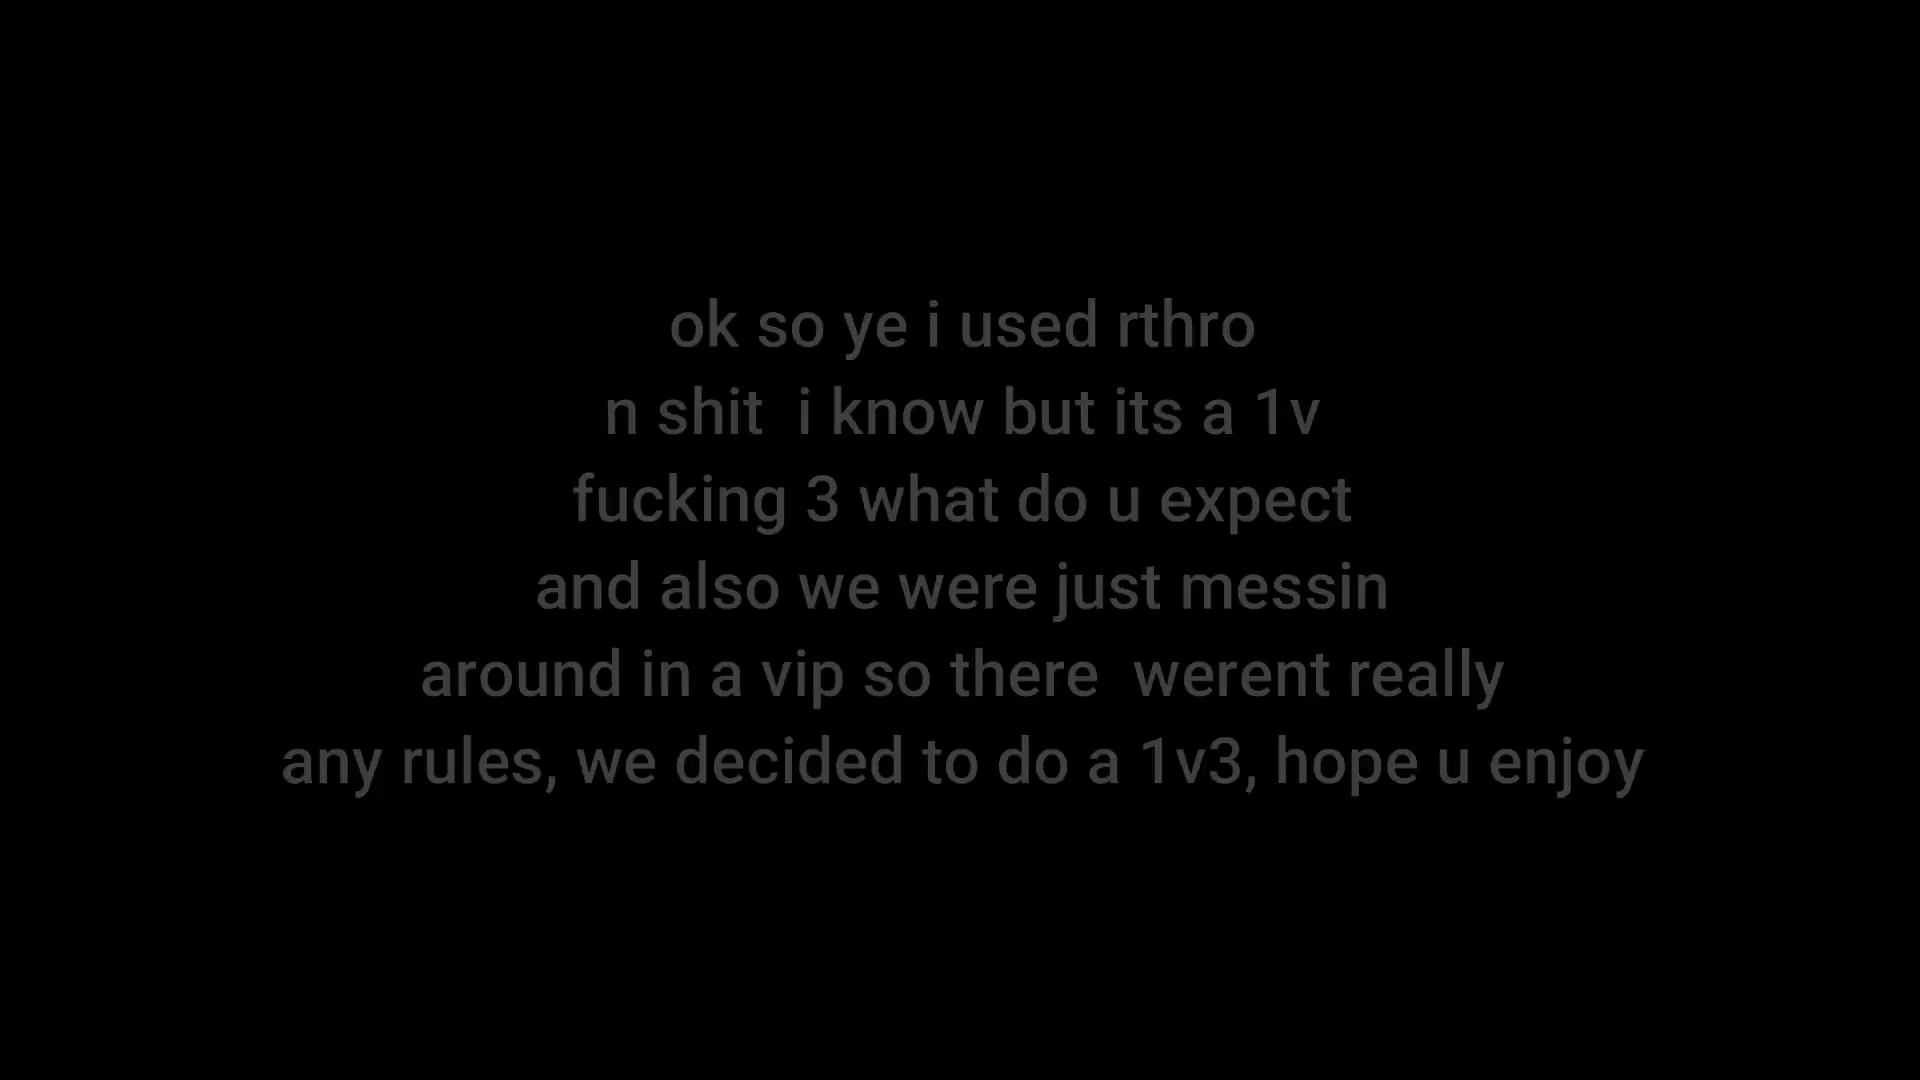 ok so ye i used rthro
n shit  i know but its a 1v
fucking 3 what do u expect
and also we were just messin
around in a vip so there  werent really
any rules, we decided to do a 1v3, hope u enjoy